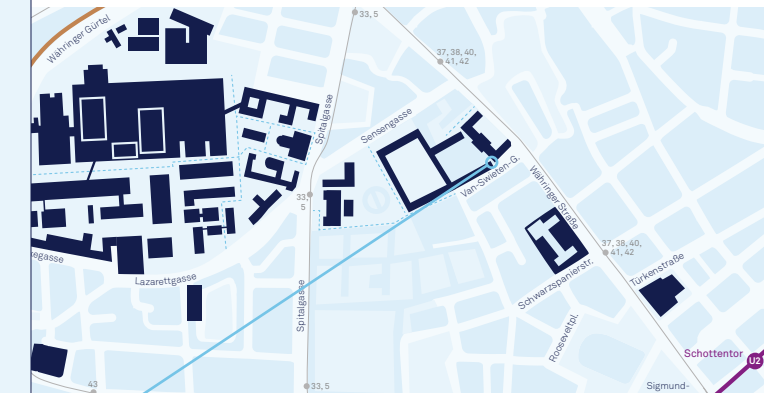 Währinger Gürtel
33, 5
37, 38, 40,
41, 42
Spitalgasse
Sensengasse
Van-Swieten-G.
Währinger Straße
33,
5
37, 38, 40,
41, 42
Türkenstraße
Lazarettgasse
Schwarzspanierstr.
Spitalgasse
Rooseveltpl.
Schottentor
U2
43
33, 5
Sigmund-